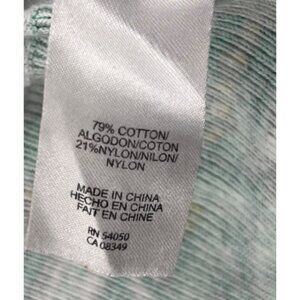 79% COTTON/
ALGODON/COTON
21%NYLON/NILON/
NYLON
MADE IN CHINA
HECHO EN CHINA
FAIT EN CHINE
RN 54050
CA 08349